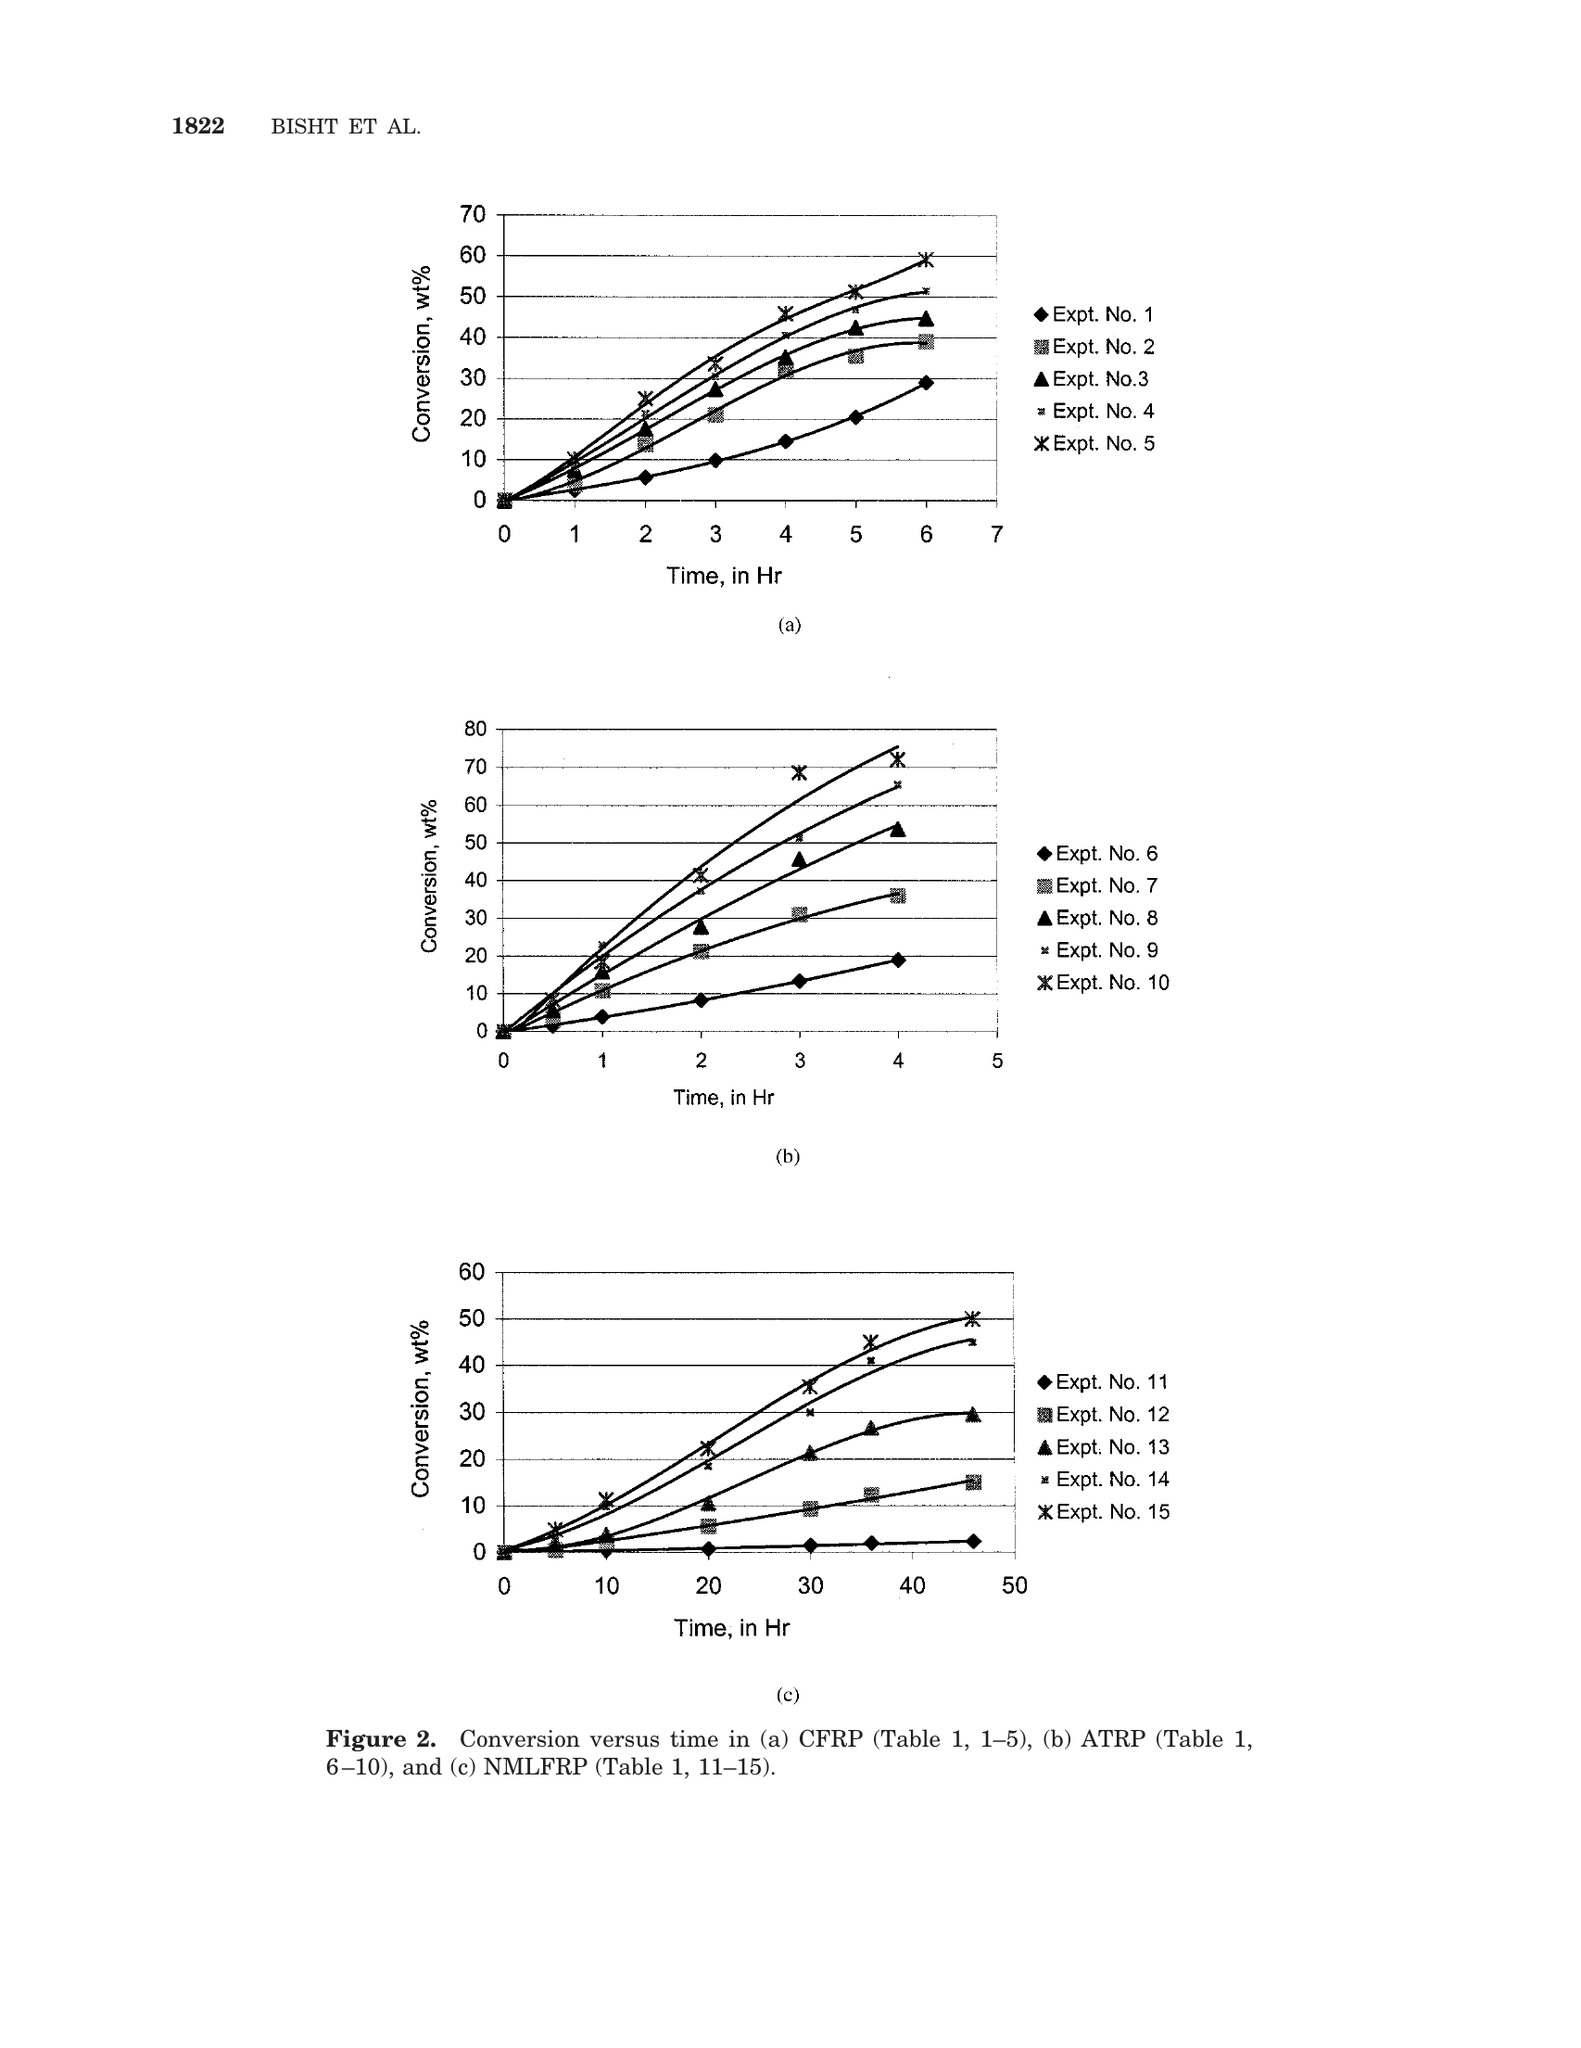 1822 BISHT ET AL.
70
60
50
40
30
20
10
0
Conversion, wt%
0 1 2 3 4 5 6 7
Time, in Hr
Expt. No. 1
Expt. No. 2
Expt. No.3
Expt. No. 4
Expt. No. 5
(a)
80
70
60
50
40
30
20
10
0
Conversion, wt%
0 1 2 3 4 5
Time, in Hr
Expt. No. 6
Expt. No. 7
Expt. No. 8
Expt. No. 9
Expt. No. 10
(b)
60
50
40
30
20
10
0
Conversion, wt%
0 10 20 30 40 50
Time, in Hr
Expt. No. 11
Expt. No. 12
Expt. No. 13
Expt. No. 14
Expt. No. 15
(c)
Figure 2. Conversion versus time in (a) CFRP (Table 1, 1–5), (b) ATRP (Table 1,
6–10), and (c) NMLFRP (Table 1, 11–15).